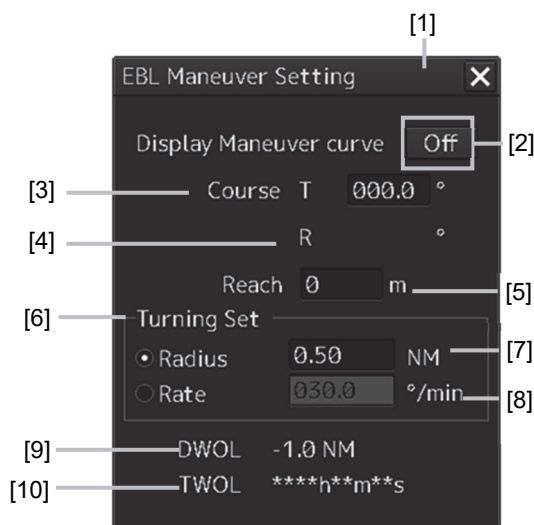 [1]
EBL Maneuver Setting
Display Maneuver curve Off [2]
[3] Course T 000.0 °
[4] R °
Reach 0 m [5]
[6] Turning Set
Radius 0.50 NM [7]
Rate 030.0 °/min [8]
[9] DWOL -1.0 NM
[10] TWOL ****h**m**s